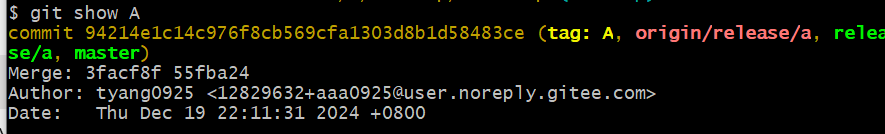 $ git show A
commit 94214e1c14c976f8cb569cfa1303d8b1d58483ce (tag: A, origin/release/a, relea
se/a, master)
Merge: 3facf8f 55fba24
Author: tyang0925 <12829632+aaa0925@user.noreply.gitee.com>
Date:   Thu Dec 19 22:11:31 2024 +0800